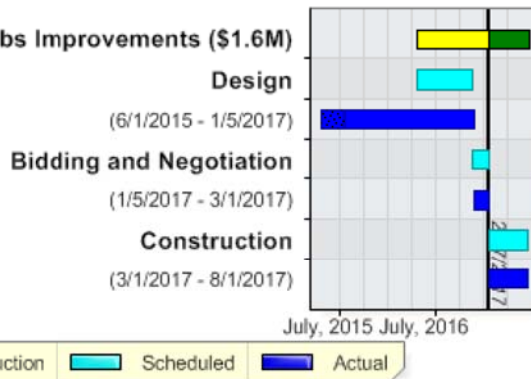 bs Improvements ($1.6M)
Design
(6/1/2015 - 1/5/2017)
Bidding and Negotiation
(1/5/2017 - 3/1/2017)
Construction
(3/1/2017 - 8/1/2017)
July, 2015 July, 2016
uction Scheduled Actual